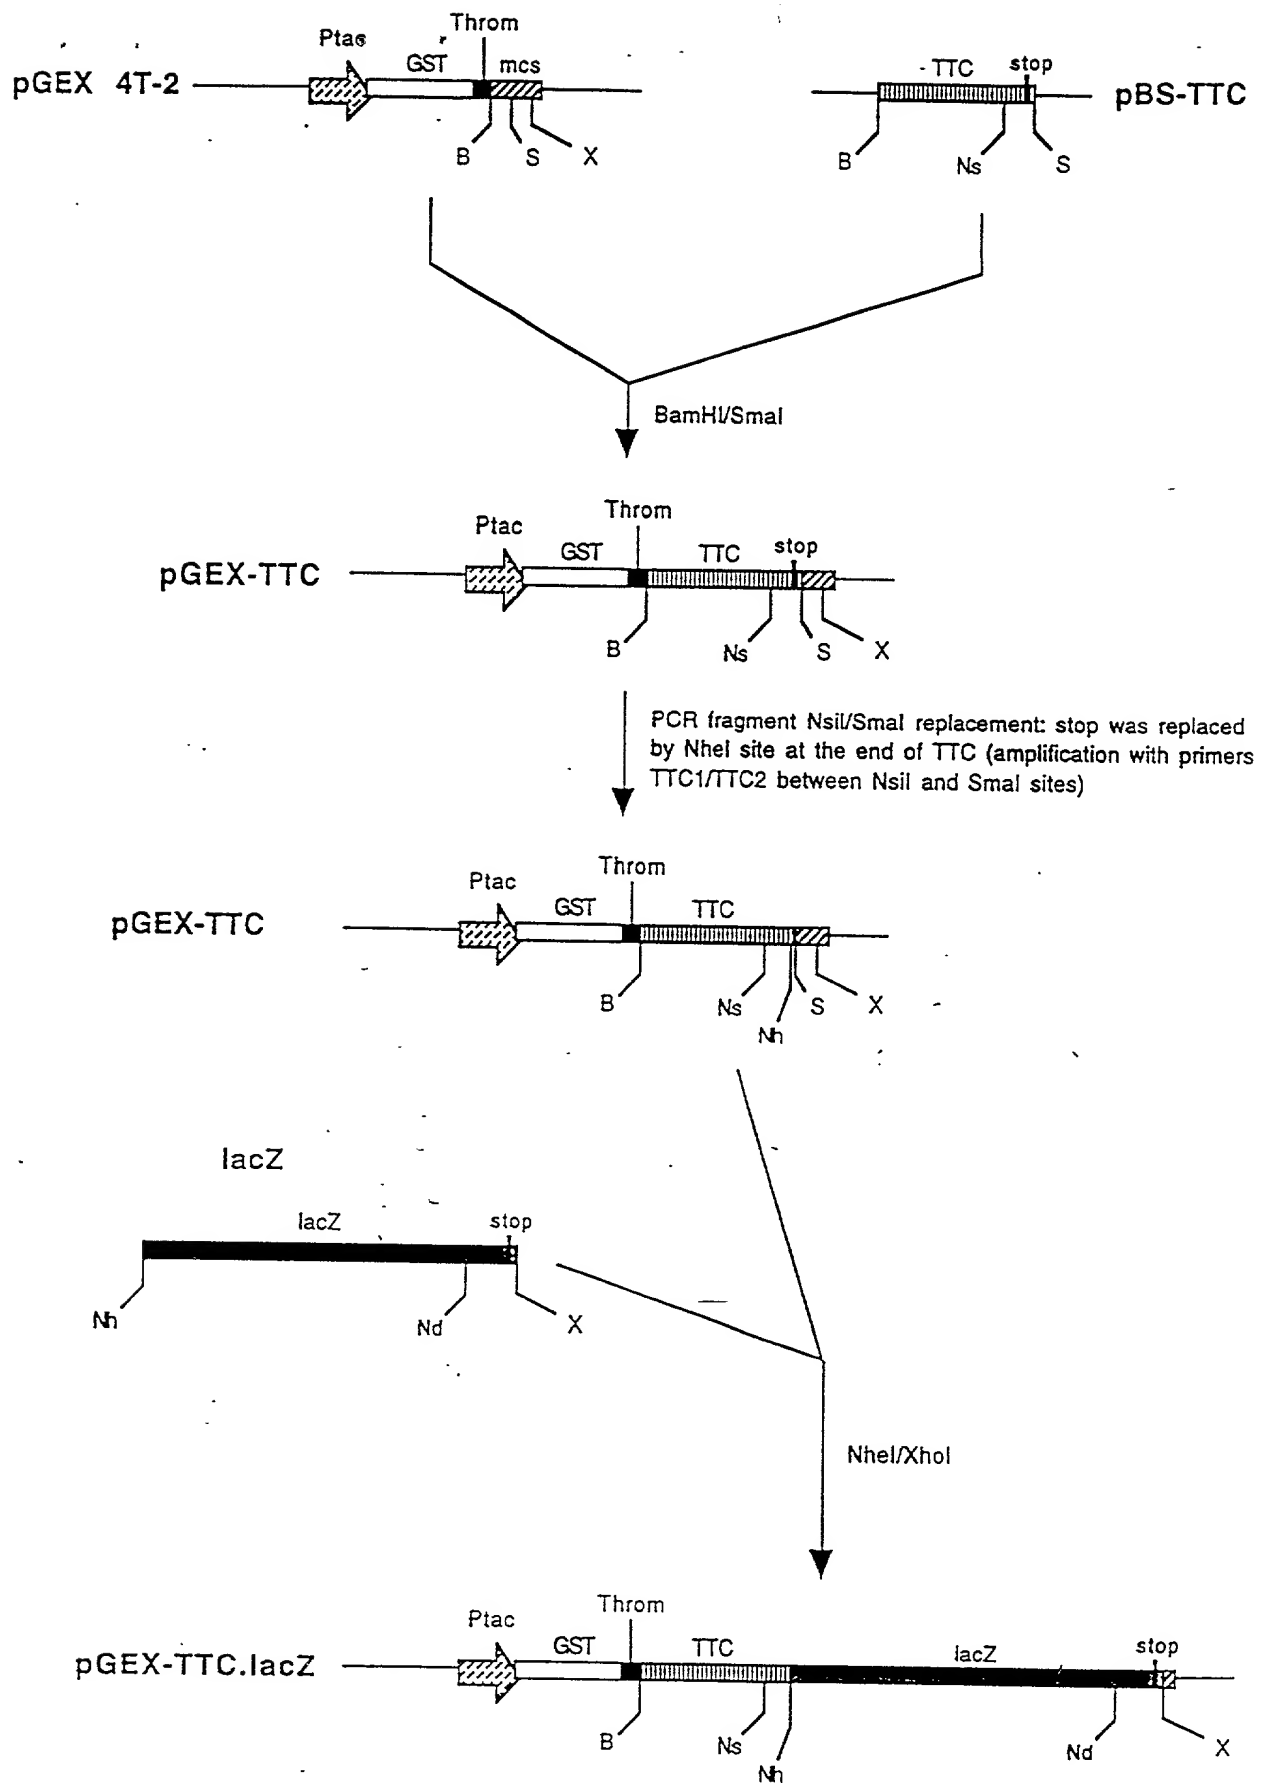 Throm
Ptac
GST
mcs
pGEX 4T-2
B
S
X
TTC
stop
pBS-TTC
B
Ns
S
BamHI/SmaI
Throm
Ptac
GST
TTC
stop
pGEX-TTC
B
Ns
S
X
PCR fragment NsiI/SmaI replacement: stop was replaced
by NheI site at the end of TTC (amplification with primers
TTC1/TTC2 between NsiI and SmaI sites)
Throm
Ptac
GST
TTC
pGEX-TTC
B
Ns
Nh
S
X
lacZ
lacZ
stop
Nh
Nd
X
NheI/XhoI
Throm
Ptac
GST
TTC
lacZ
stop
pGEX-TTC.lacZ
B
Ns
Nh
Nd
X